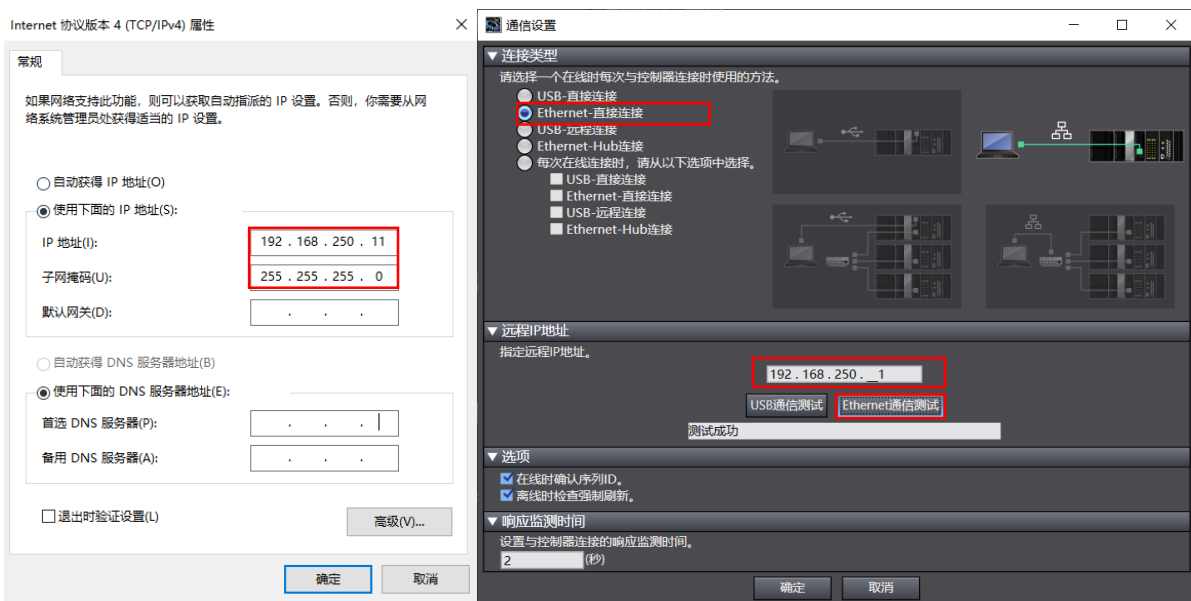 Internet 协议版本 4 (TCP/IPv4) 属性
常规
如果网络支持此功能，则可以获取自动指派的 IP 设置。否则，你需要从网
络系统管理员处获得适当的 IP 设置。
自动获得 IP 地址(O)
使用下面的 IP 地址(S):
IP 地址(I):
192 . 168 . 250 . 11
子网掩码(U):
255 . 255 . 255 . 0
默认网关(D):
自动获得 DNS 服务器地址(B)
使用下面的 DNS 服务器地址(E):
首选 DNS 服务器(P):
备用 DNS 服务器(A):
退出时验证设置(L)
高级(V)...
确定
取消
通信设置
▼连接类型
请选择一个在线时每次与控制器连接时使用的方法。
USB-直接连接
Ethernet-直接连接
USB-远程连接
Ethernet-Hub连接
每次在线连接时，请从以下选项中选择。
USB-直接连接
Ethernet-直接连接
USB-远程连接
Ethernet-Hub连接
▼远程IP地址
指定远程IP地址。
192 . 168 . 250 . __1
USB通信测试
Ethernet通信测试
测试成功
▼选项
在线时确认序列ID。
离线时检查强制刷新。
▼响应监测时间
设置与控制器连接的响应监测时间。
2
(秒)
确定
取消